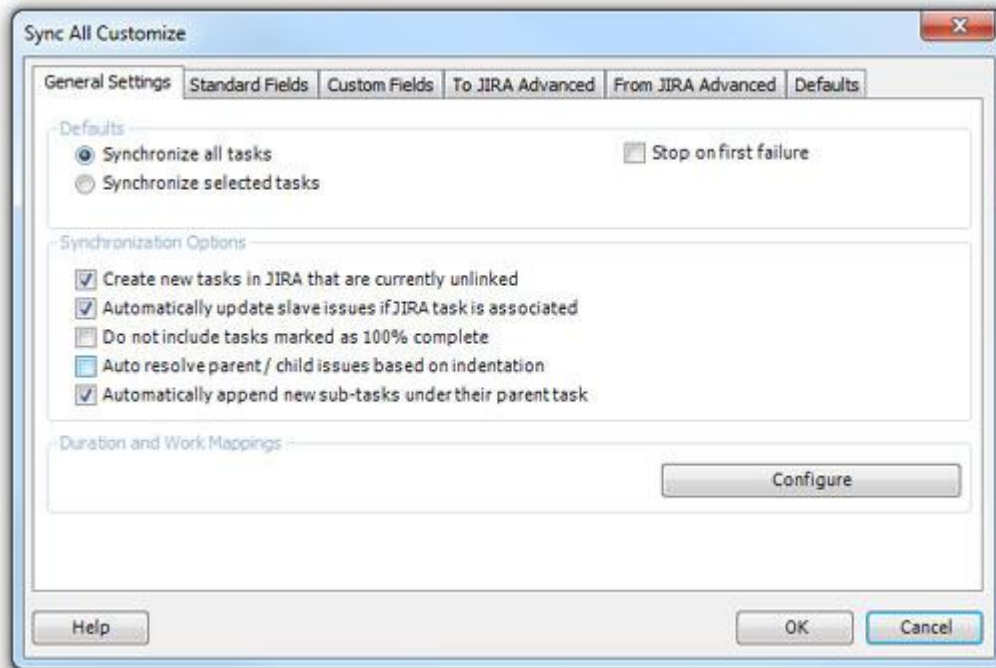 Sync All Customize
General Settings Standard Fields Custom Fields To JIRA Advanced From JIRA Advanced Defaults
Defaults
Synchronize all tasks Stop on first failure
Synchronize selected tasks
Synchronization Options
Create new tasks in JIRA that are currently unlinked
Automatically update slave issues if JIRA task is associated
Do not include tasks marked as 100% complete
Auto resolve parent / child issues based on indentation
Automatically append new sub-tasks under their parent task
Duration and Work Mappings
Configure
Help OK Cancel